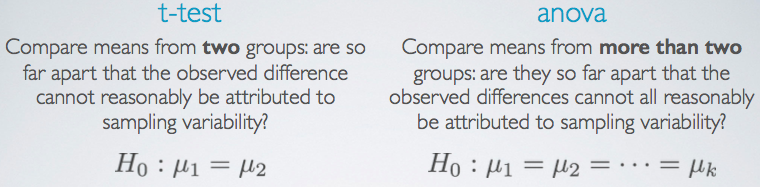 t-test
Compare means from two groups: are so
far apart that the observed difference
cannot reasonably be attributed to
sampling variability?
H₀ : μ₁ = μ₂
anova
Compare means from more than two
groups: are they so far apart that the
observed differences cannot all reasonably
be attributed to sampling variability?
H₀ : μ₁ = μ₂ = ⋯ = μₖ